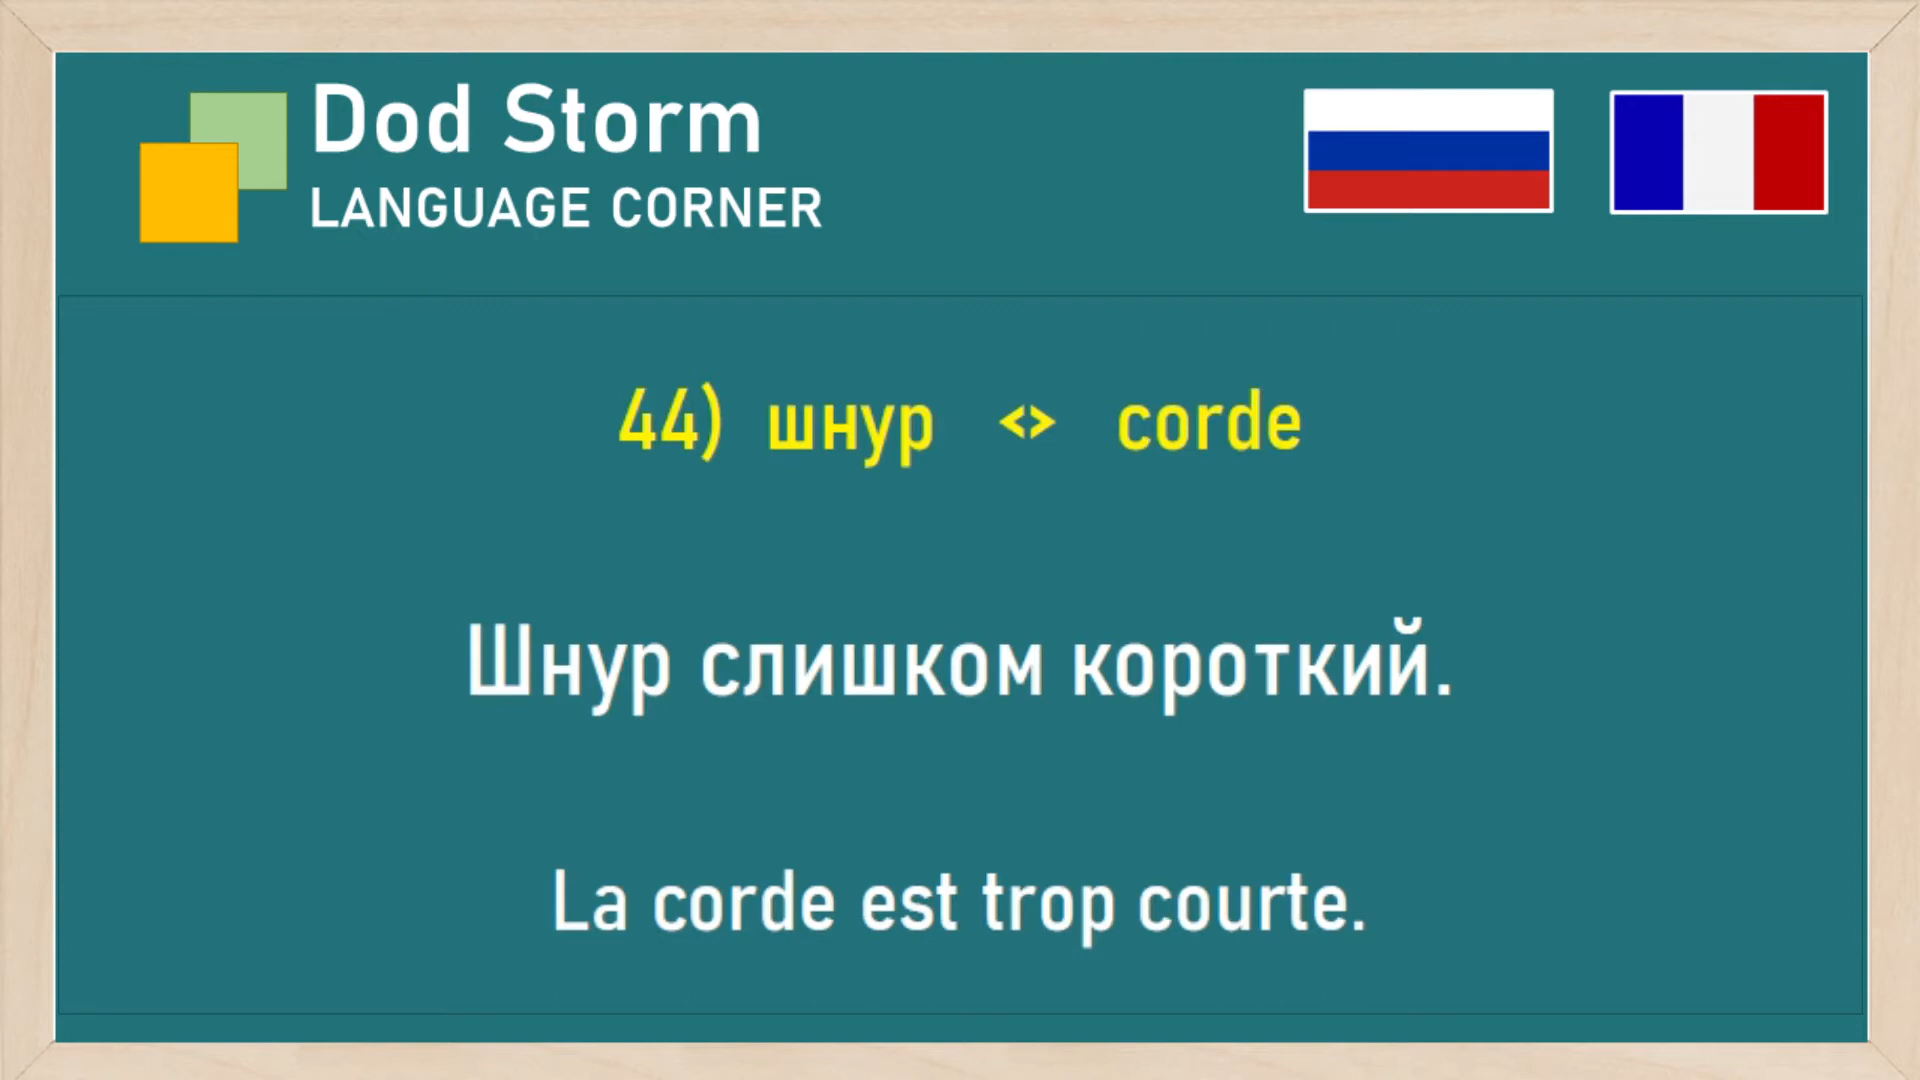 Dod Storm
LANGUAGE CORNER
44) шнур <> corde
Шнур слишком короткий.
La corde est trop courte.